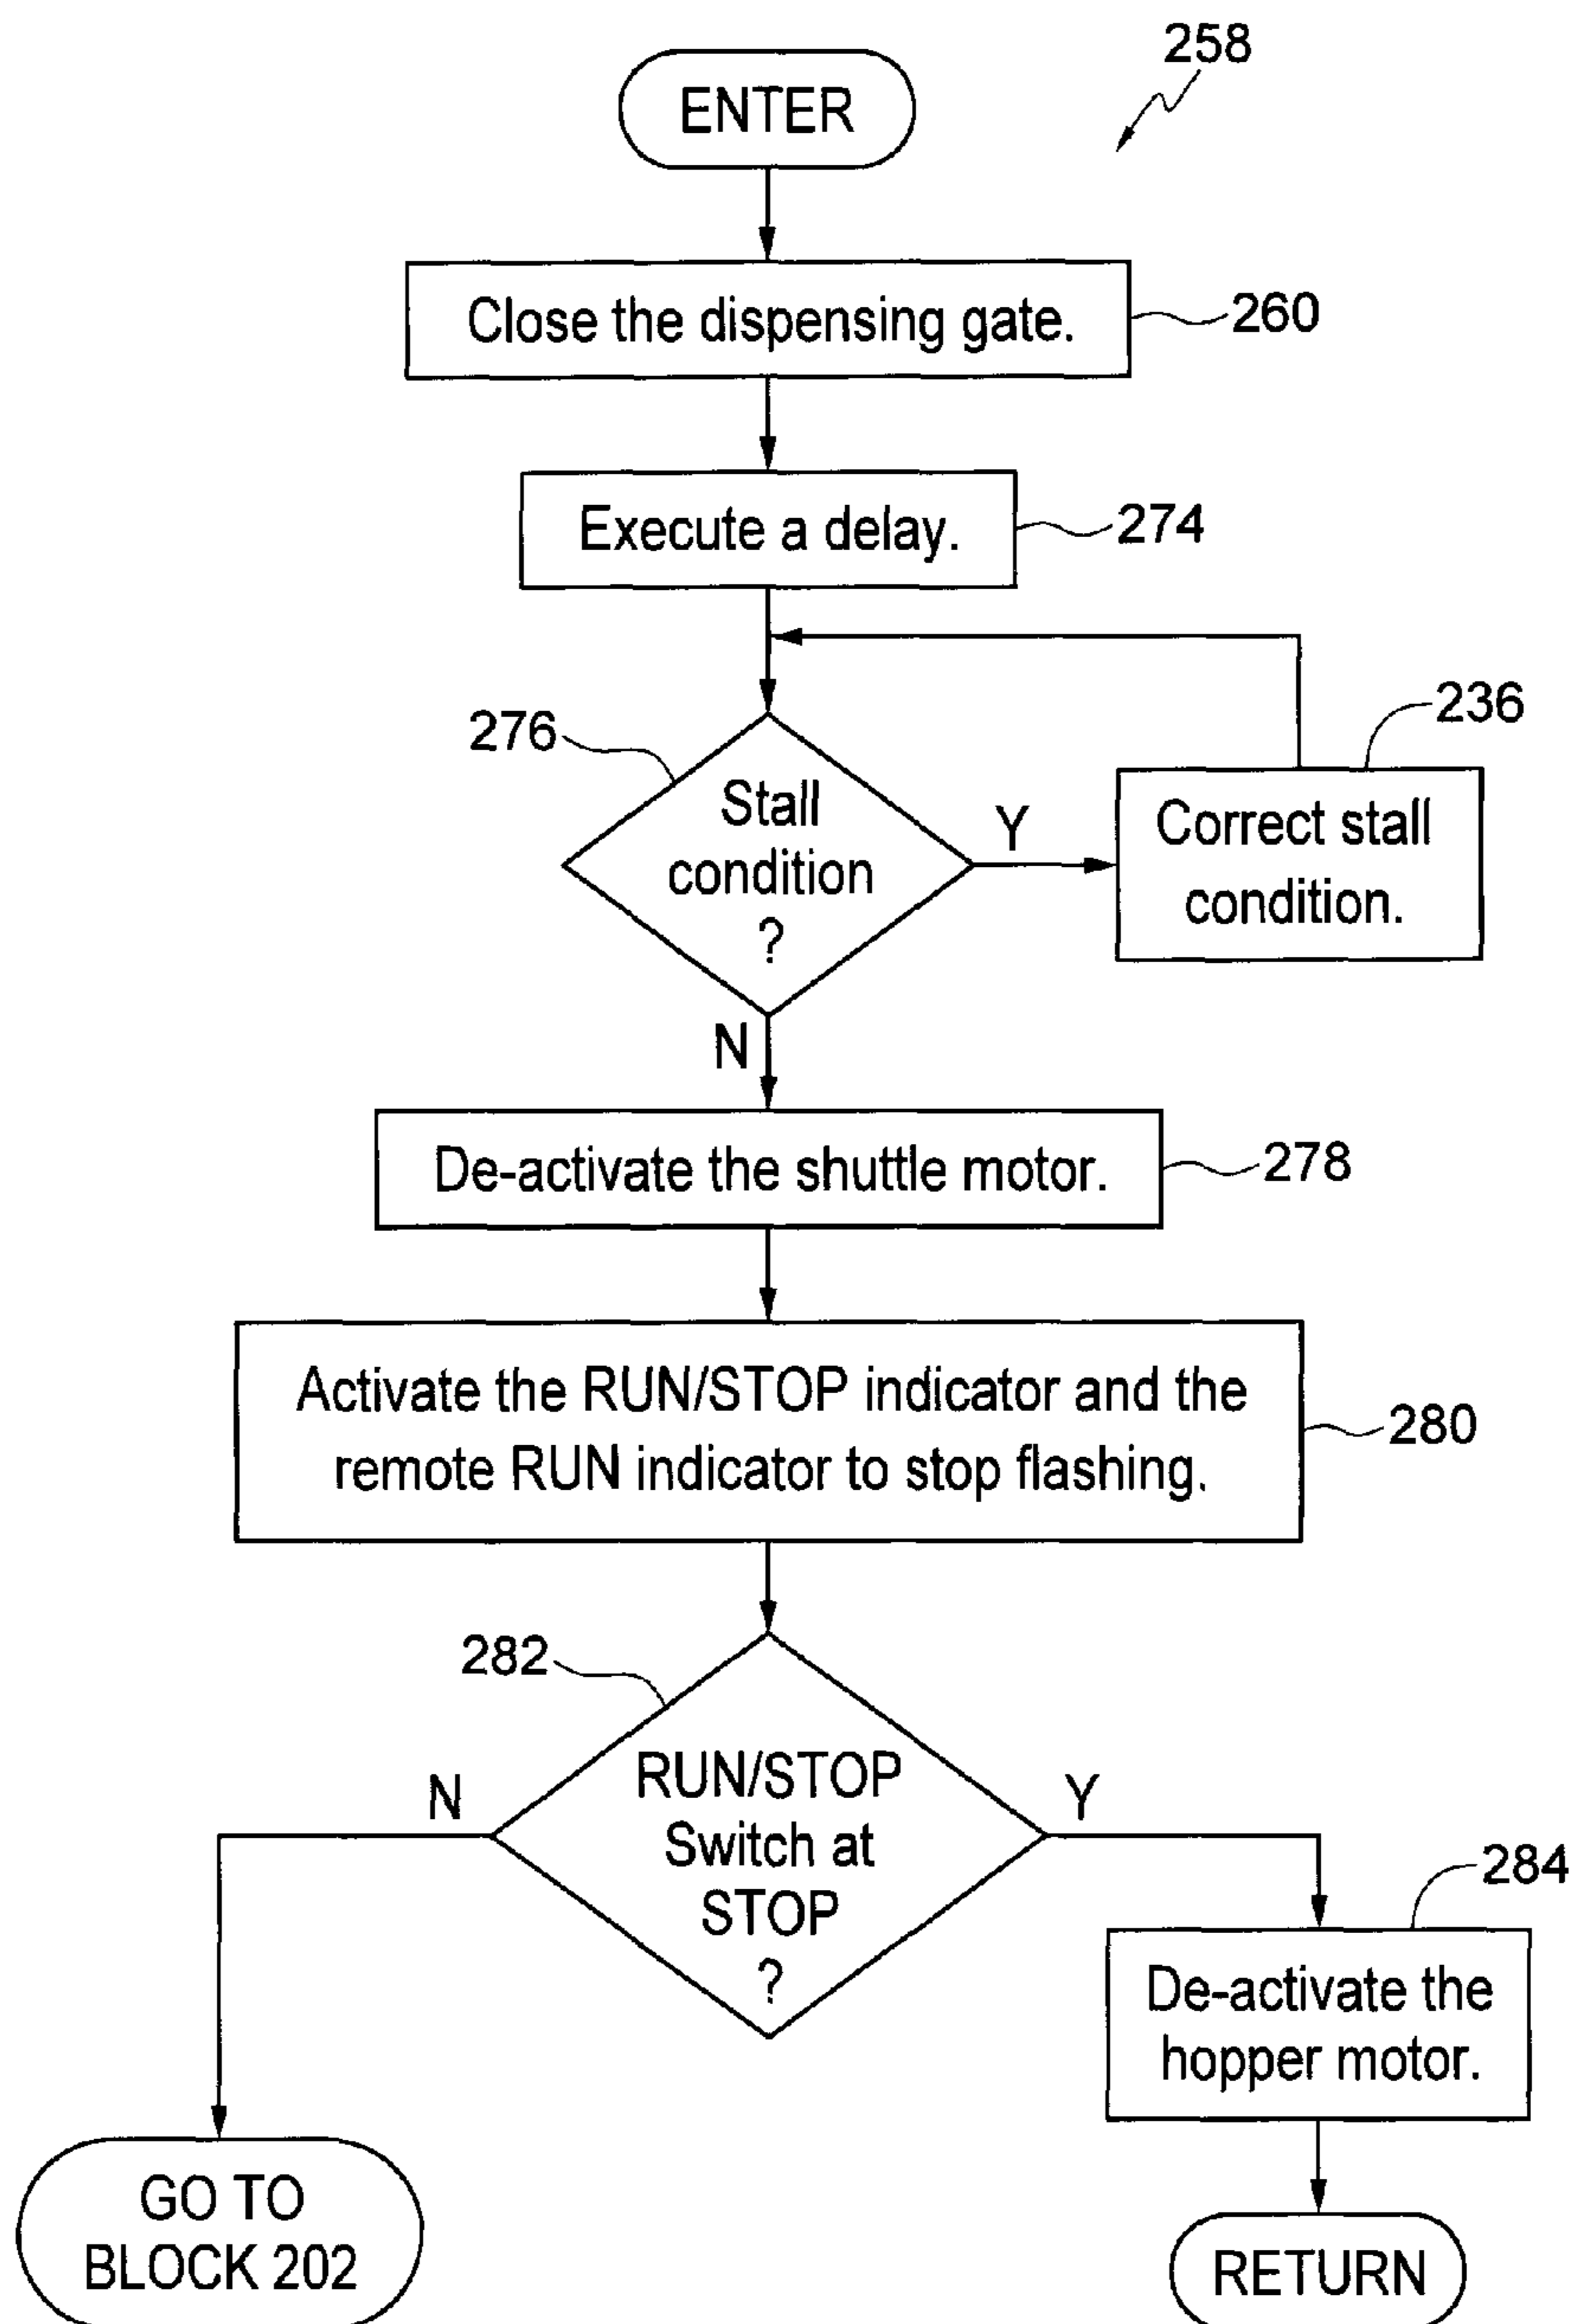 258
ENTER
Close the dispensing gate.
260
Execute a delay.
274
276
236
Stall
condition
?
Y
Correct stall
condition.
N
De-activate the shuttle motor.
278
Activate the RUN/STOP indicator and the
remote RUN indicator to stop flashing.
280
282
RUN/STOP
Switch at
STOP
?
N
Y
284
De-activate the
hopper motor.
GO TO
BLOCK 202
RETURN